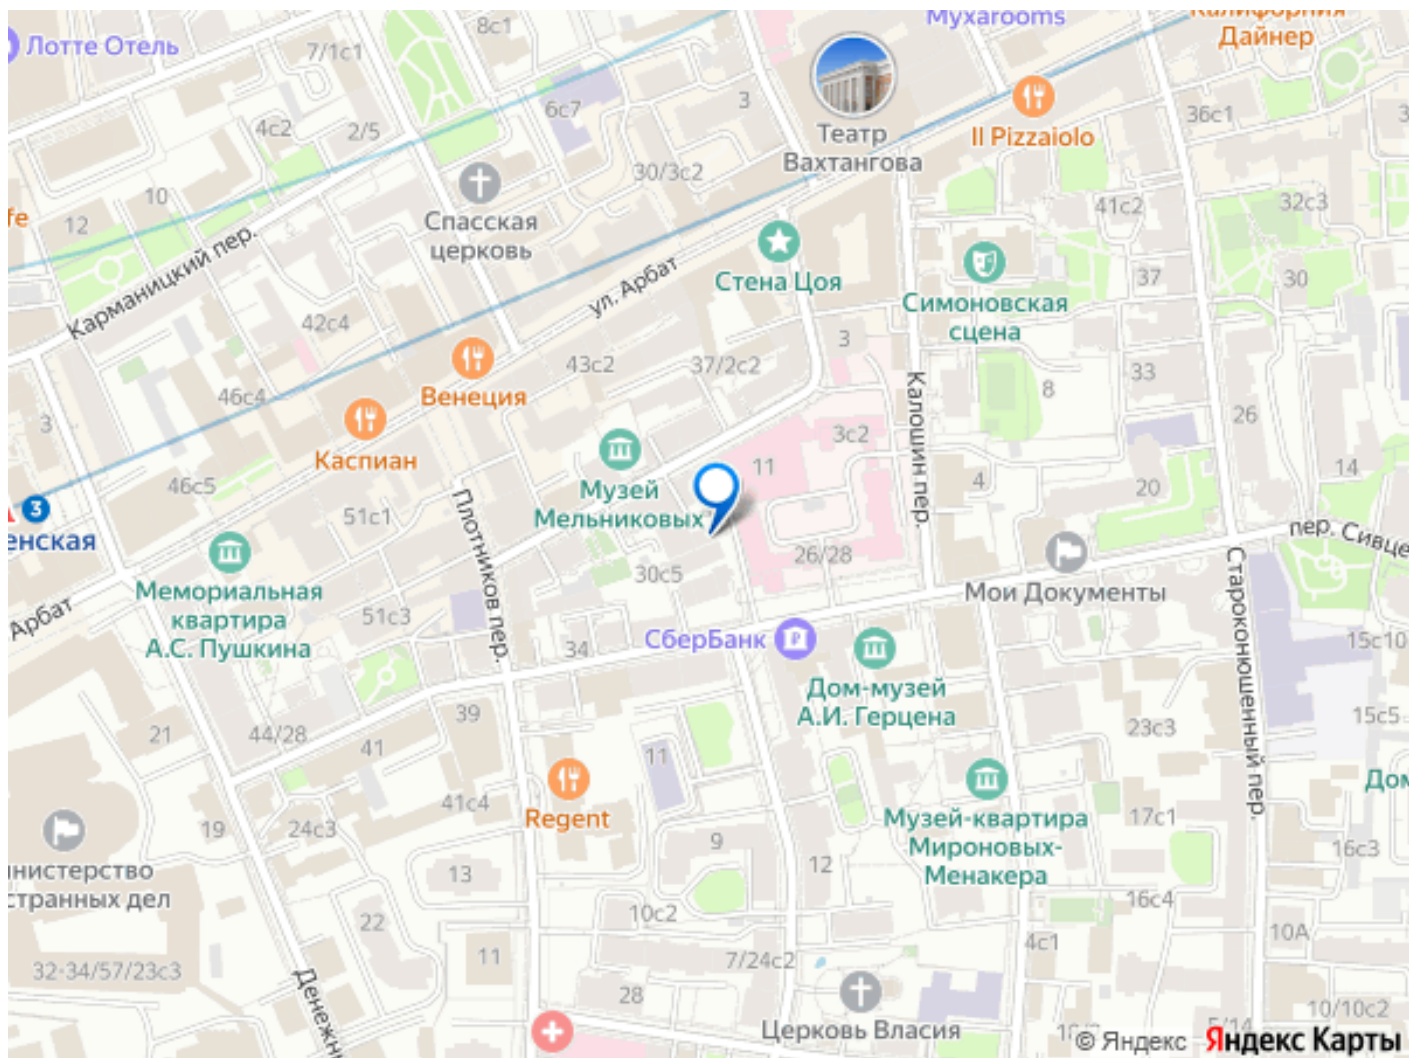 8с1
Мухаrooms
Калифорния
Дайнер
Лотте Отель
7/1с1
6с7
3
4с2
2/5
Il Pizzaiolo
36с1
Театр
Вахтангова
30/3с2
10
12
fe
Спасская
церковь
41с2
32с3
Карманицкий пер.
ул. Арбат
Стена Цоя
37
30
Симоновская
сцена
42с4
3
43с2
37/2с2
33
8
Венеция
46с4
26
3
Калошин пер.
3с2
Каспиан
11
14
4
20
46с5
Музей
Мельниковых
3
51с1
Плотников пер.
пер. Сивце
енская
26/28
30с5
Мои Документы
Мемориальная
квартира
А.С. Пушкина
Староконюшенный пер.
Арбат
51с3
СберБанк
34
15с10
Дом-музей
А.И. Герцена
39
15с5
21
44/28
41
23с3
11
Дом
41с4
Regent
Музей-квартира
Мироновых-
Менакера
17с1
19
24с3
9
16с3
инистерство
странных дел
13
12
16с4
22
10с2
10А
4с1
11
7/24с2
32-34/57/23с3
Денежн
28
10/10с2
Церковь Власия
5/14
© Яндекс
Яндекс Карты